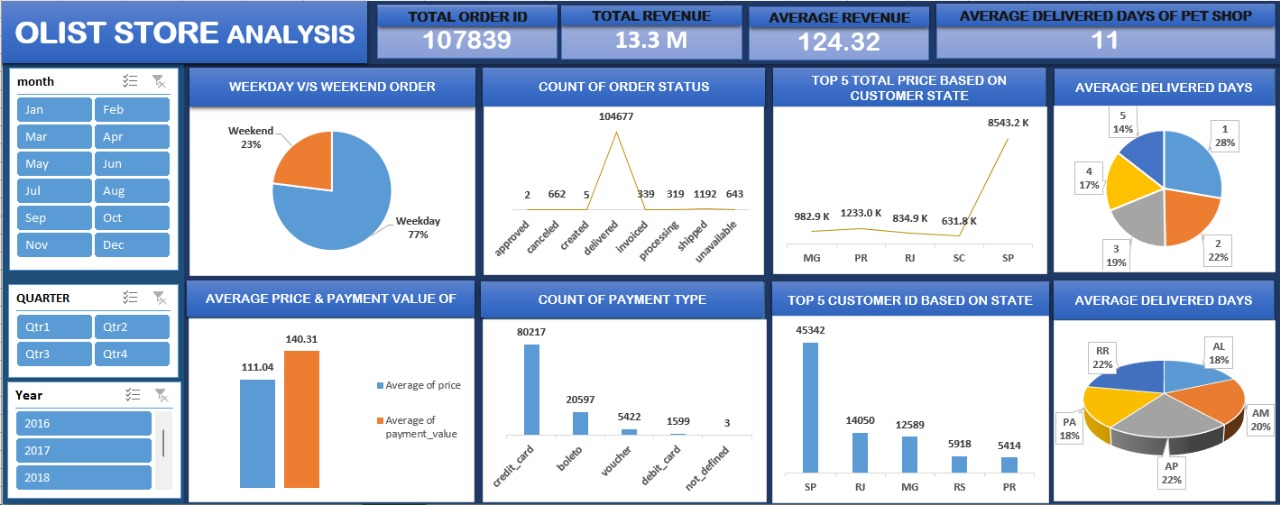 OLIST STORE ANALYSIS
TOTAL ORDER ID
107839
TOTAL REVENUE
13.3 M
AVERAGE REVENUE
124.32
AVERAGE DELIVERED DAYS OF PET SHOP
11
month
Jan Feb
Mar Apr
May Jun
Jul Aug
Sep Oct
Nov Dec
QUARTER
Qtr1 Qtr2
Qtr3 Qtr4
Year
2016
2017
2018
WEEKDAY V/S WEEKEND ORDER
Weekend
23%
Weekday
77%
COUNT OF ORDER STATUS
104677
2 662 5 339 319 1192 643
approved canceled created delivered invoiced processing shipped unavailable
TOP 5 TOTAL PRICE BASED ON
CUSTOMER STATE
8543.2 K
982.9 K 1233.0 K 834.9 K 631.8 K
MG PR RJ SC SP
AVERAGE DELIVERED DAYS
5
14%
1
28%
4
17%
3
19%
2
22%
AVERAGE PRICE & PAYMENT VALUE OF
140.31
111.04
Average of price
Average of
payment_value
COUNT OF PAYMENT TYPE
80217
20597
5422
1599
3
credit_card boleto voucher debit_card not_defined
TOP 5 CUSTOMER ID BASED ON STATE
45342
14050
12589
5918
5414
SP RJ MG RS PR
AVERAGE DELIVERED DAYS
RR
22%
AL
18%
PA
18%
AM
20%
AP
22%